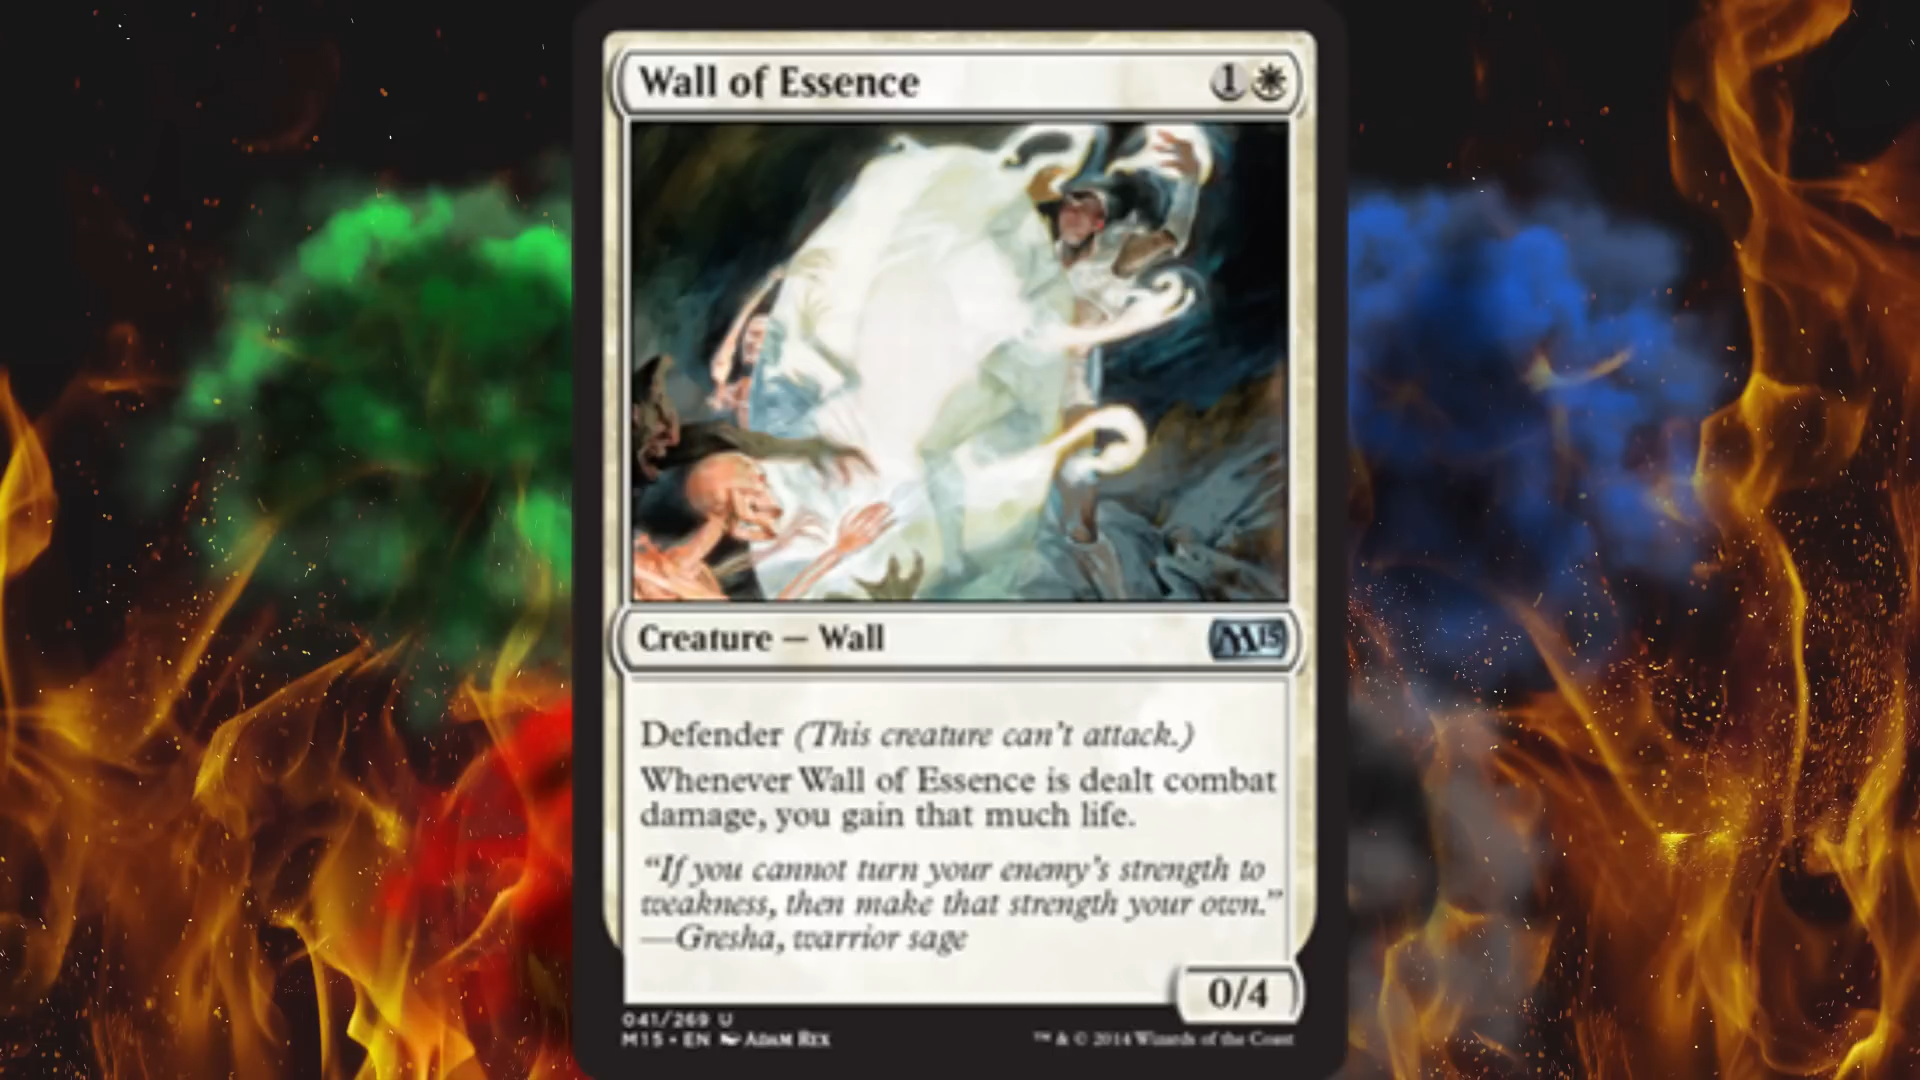 Wall of Essence 1
Creature — Wall M15
Defender (This creature can't attack.)
Whenever Wall of Essence is dealt combat
damage, you gain that much life.
“If you cannot turn your enemy's strength to
weakness, then make that strength your own.”
—Gresha, warrior sage
0/4
041/269 U
M15 • EN ADAM REX ™ & © 2014 Wizards of the Coast